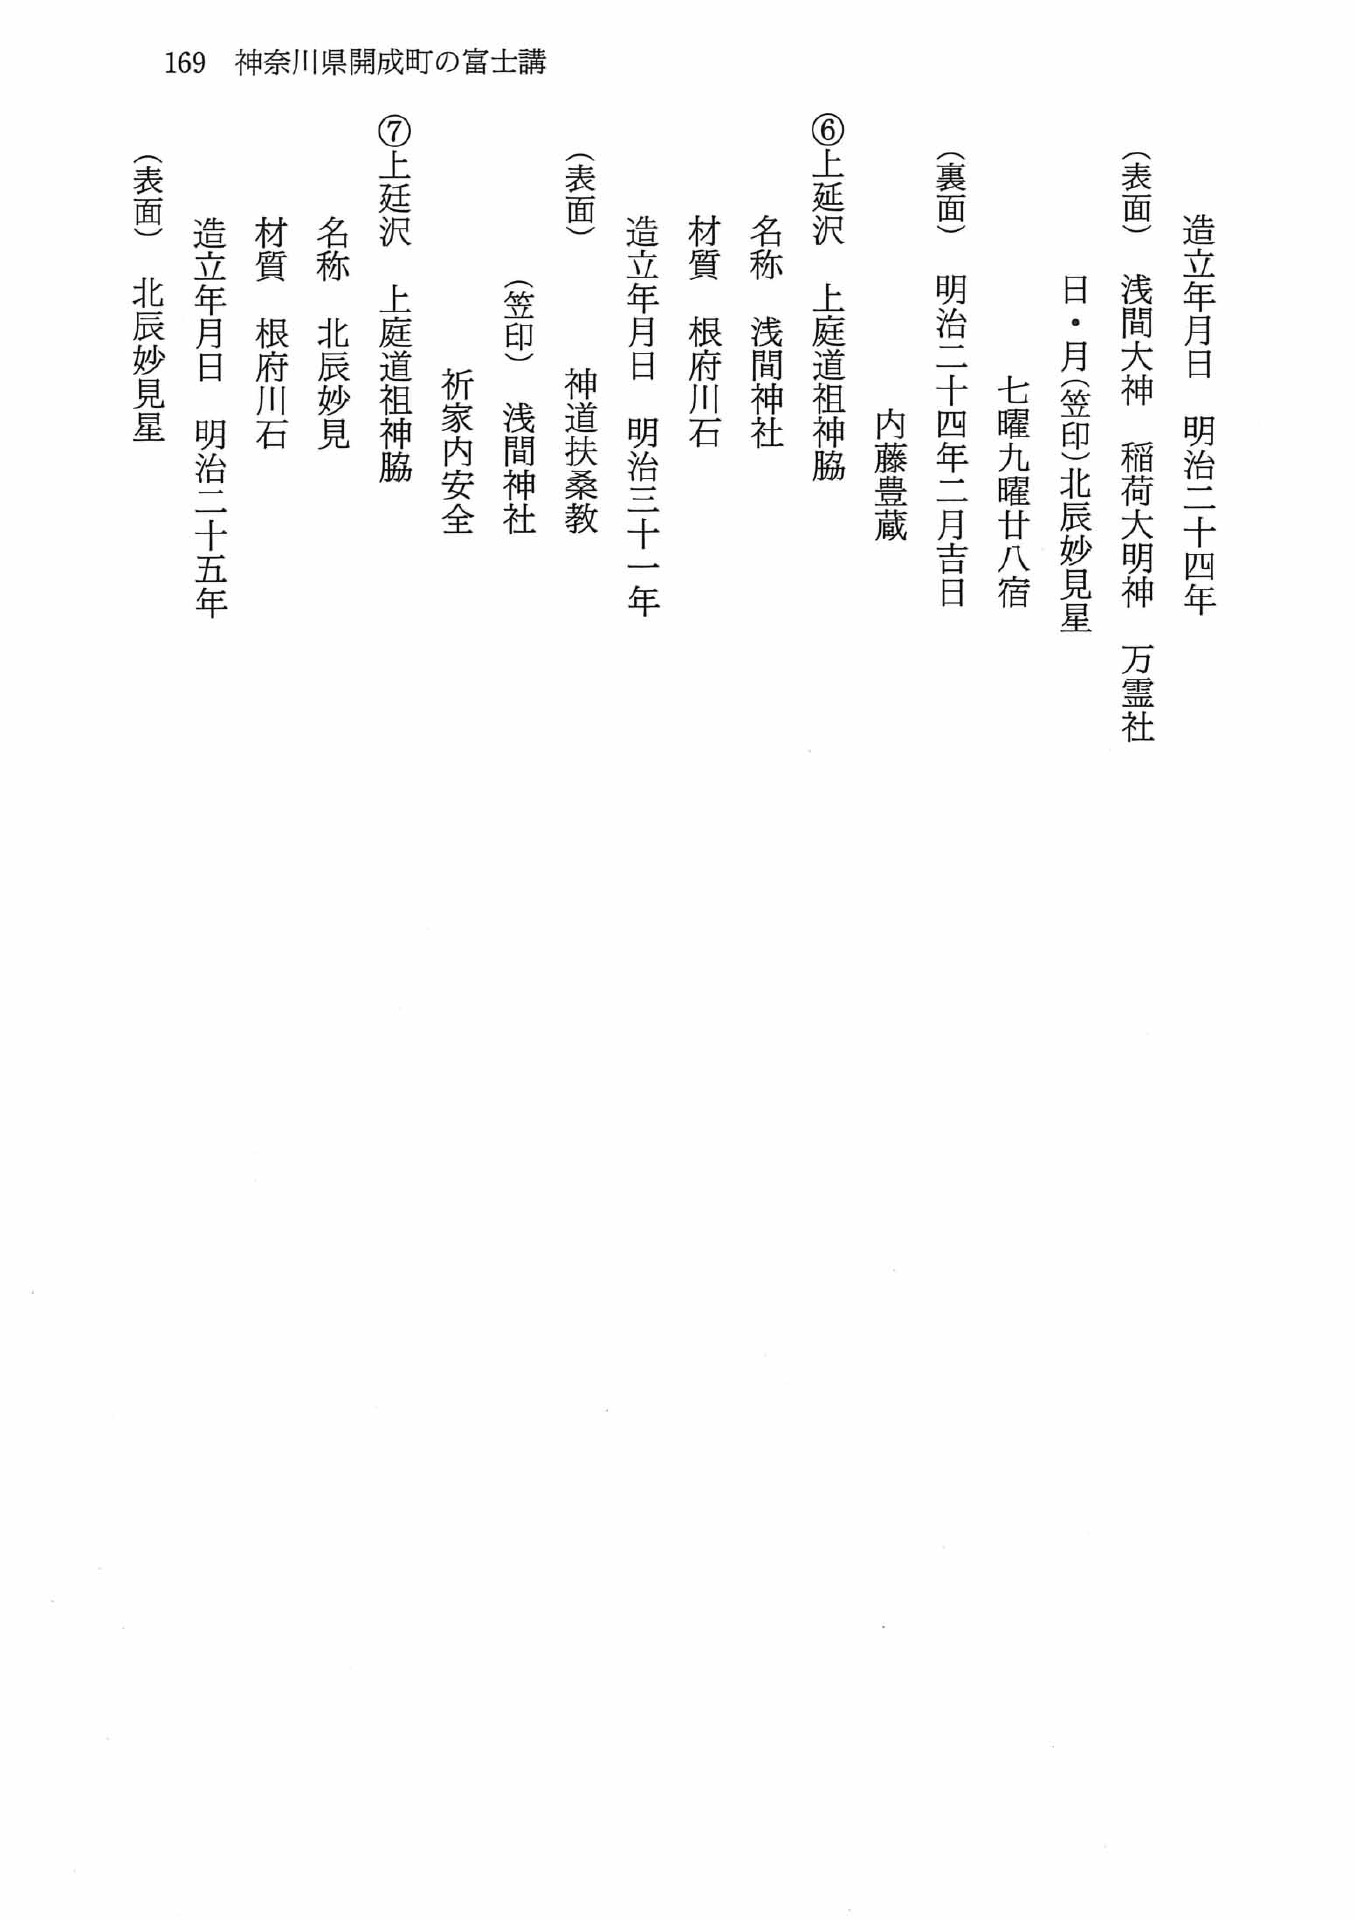 169 神奈川県開成町の富士講
造立年月日 明治二十四年
（表面） 浅間大神 稲荷大明神 万霊社
日・月（笠印）北辰妙見星
七曜九曜廿八宿
（裏面） 明治二十四年二月吉日
内藤豊蔵
⑥上延沢 上庭道祖神脇
名称 浅間神社
材質 根府川石
造立年月日 明治三十一年
（表面） 神道扶桑教
（笠印） 浅間神社
祈家内安全
⑦上廷沢 上庭道祖神脇
名称 北辰妙見
材質 根府川石
造立年月日 明治二十五年
（表面） 北辰妙見星